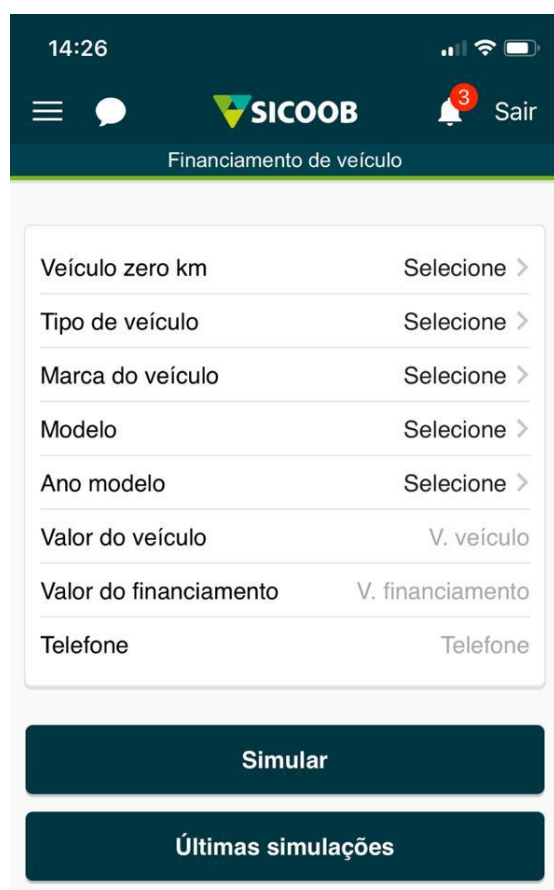 14:26
SICOOB 3 Sair
Financiamento de veículo
Veículo zero km Selecione
Tipo de veículo Selecione
Marca do veículo Selecione
Modelo Selecione
Ano modelo Selecione
Valor do veículo V. veículo
Valor do financiamento V. financiamento
Telefone Telefone
Simular
Últimas simulações